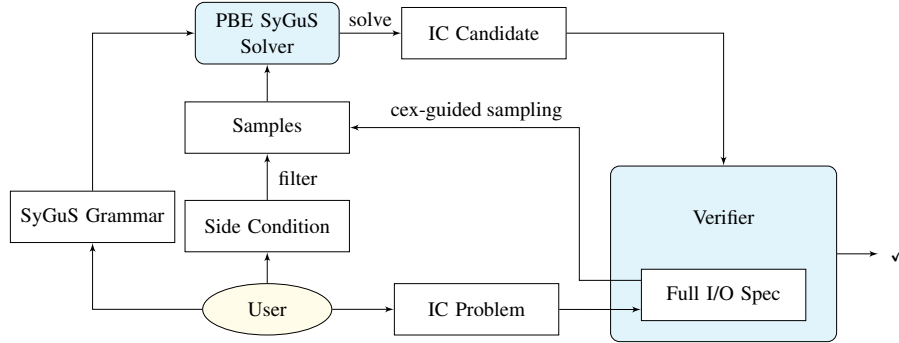 PBE SyGuS
Solver
solve
IC Candidate
cex-guided sampling
Samples
filter
SyGuS Grammar
Side Condition
Verifier
✓
Full I/O Spec
User
IC Problem